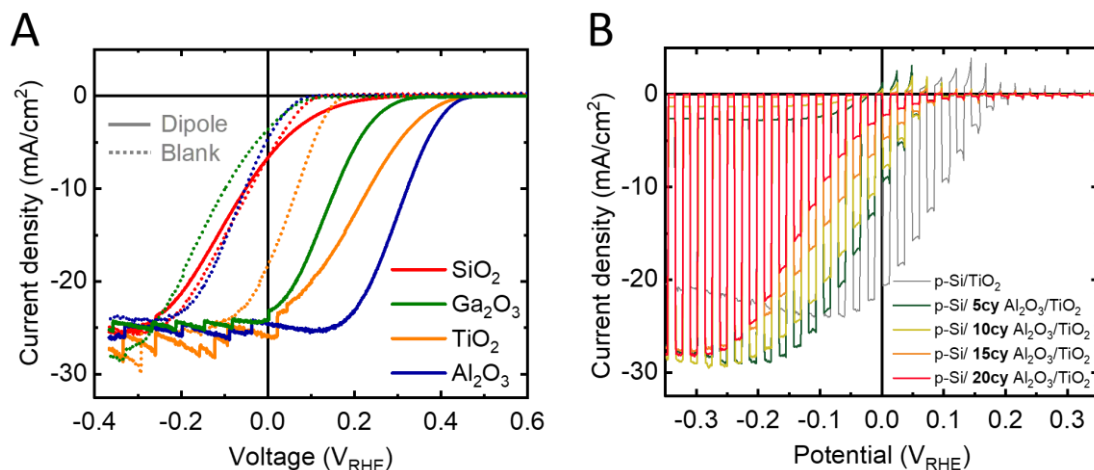 A
Current density (mA/cm²)
0
-10
-20
-30
Dipole
Blank
SiO₂
Ga₂O₃
TiO₂
Al₂O₃
-0.4 -0.2 0.0 0.2 0.4 0.6
Voltage (V_RHE)
B
Current density (mA/cm²)
0
-10
-20
-30
p-Si/TiO₂
p-Si/ 5cy Al₂O₃/TiO₂
p-Si/ 10cy Al₂O₃/TiO₂
p-Si/ 15cy Al₂O₃/TiO₂
p-Si/ 20cy Al₂O₃/TiO₂
-0.3 -0.2 -0.1 0.0 0.1 0.2 0.3
Potential (V_RHE)